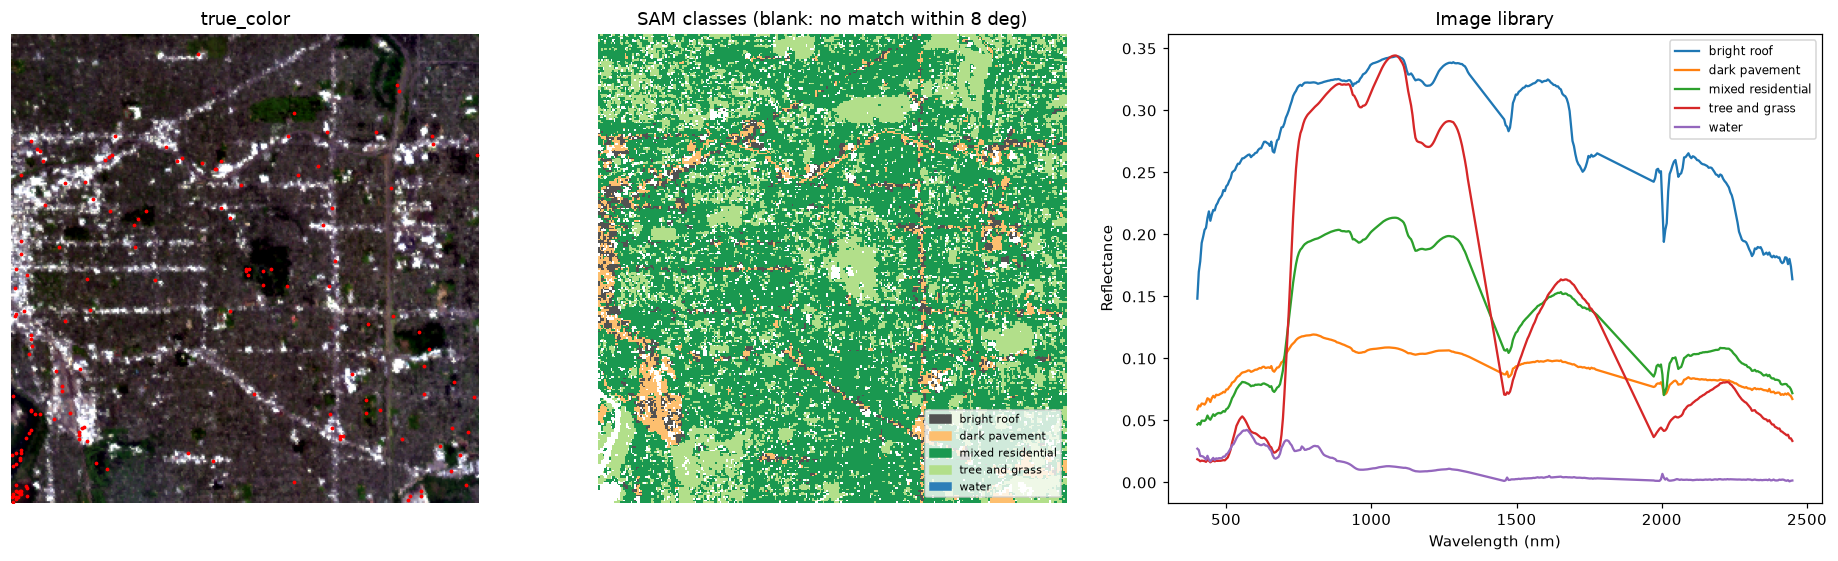 true_color
SAM classes (blank: no match within 8 deg)
bright roof
dark pavement
mixed residential
tree and grass
water
Image library
0.35
0.30
0.25
0.20
0.15
0.10
0.05
0.00
Reflectance
bright roof
dark pavement
mixed residential
tree and grass
water
500
1000
1500
2000
2500
Wavelength (nm)